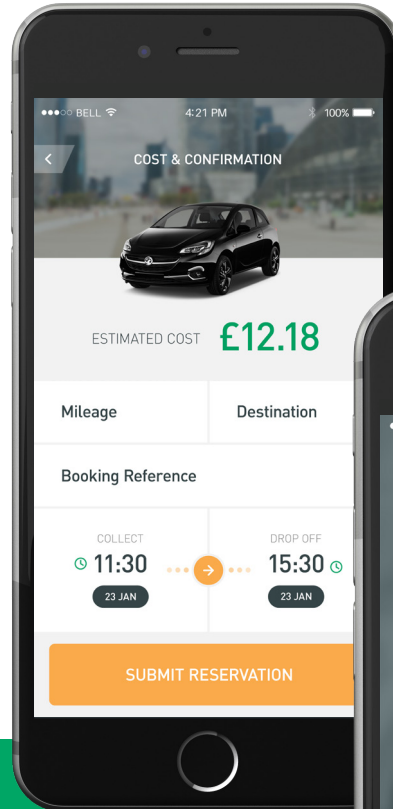 BELL 4:21 PM 100%
COST & CONFIRMATION
ESTIMATED COST £12.18
Mileage Destination
Booking Reference
COLLECT DROP OFF
11:30 15:30
23 JAN 23 JAN
SUBMIT RESERVATION